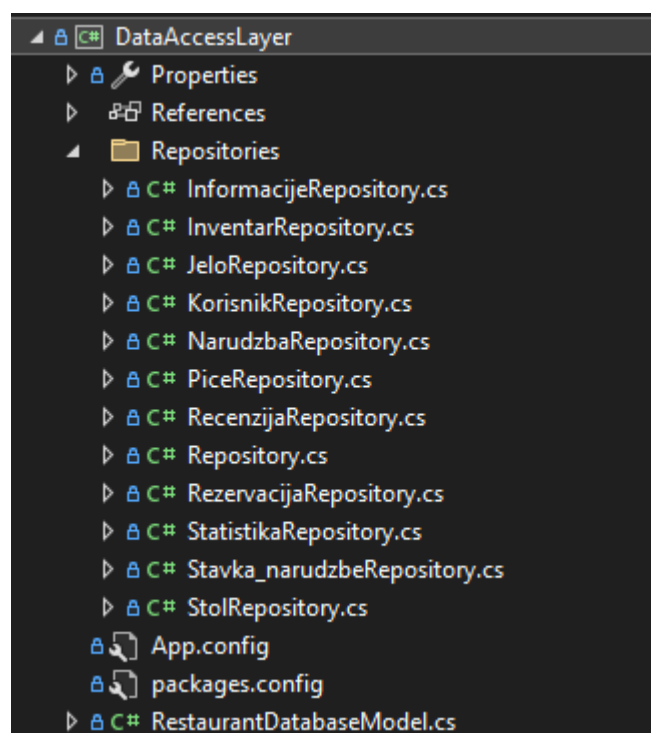 C# DataAccessLayer
Properties
References
Repositories
C# InformacijeRepository.cs
C# InventarRepository.cs
C# JeloRepository.cs
C# KorisnikRepository.cs
C# NarudzbaRepository.cs
C# PiceRepository.cs
C# RecenzijaRepository.cs
C# Repository.cs
C# RezervacijaRepository.cs
C# StatistikaRepository.cs
C# Stavka_narudzbeRepository.cs
C# StolRepository.cs
App.config
packages.config
C# RestaurantDatabaseModel.cs